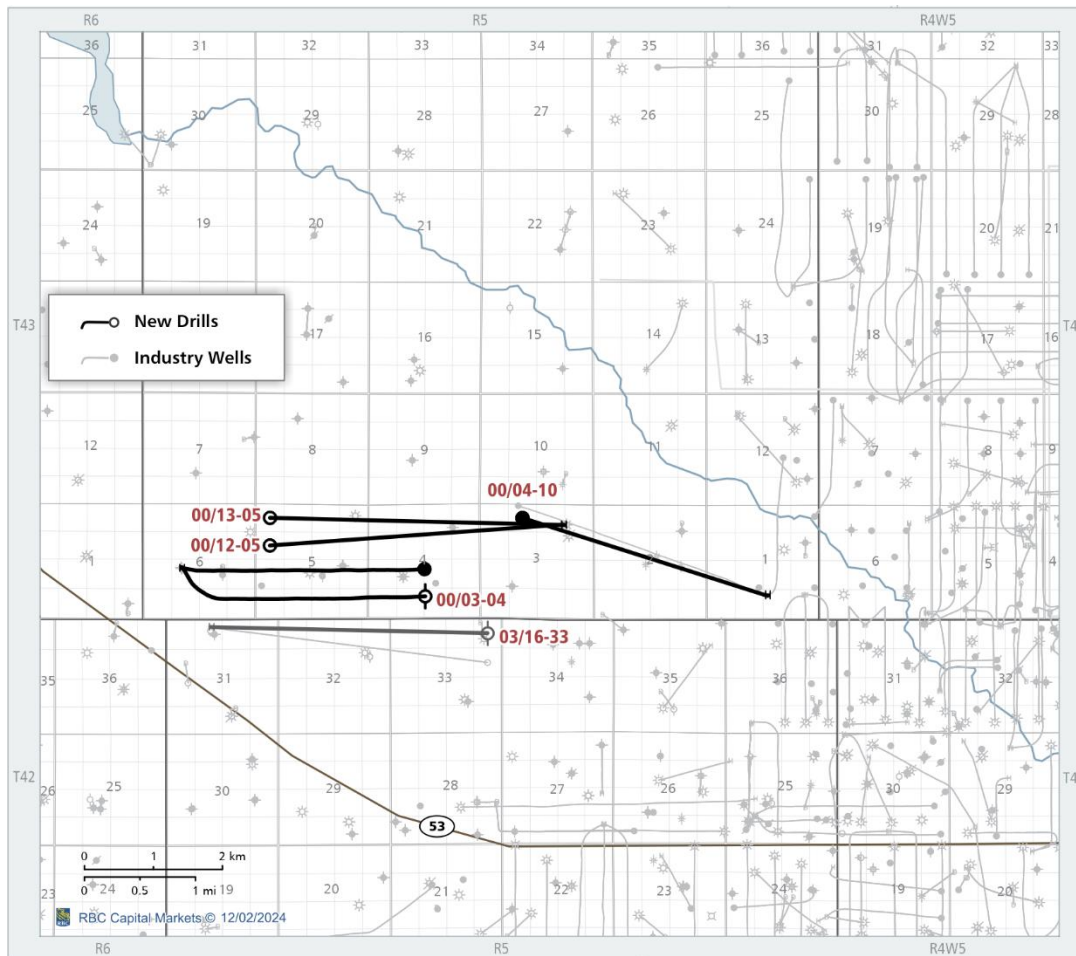 R6 R5 R4W5
36 31 32 33 34 35 36 31 32 33
25 30 29 28 27 26 25 30 29 28
24 19 20 21 22 23 24 19 20 21
New Drills
T43 17 16 15 14 13 18 17 16 T4
Industry Wells
12 7 8 9 10 11 12 7 8 9
00/04-10
00/13-05
00/12-05
1 6 5 4 3 2 1 6 5 4
00/03-04
03/16-33
36 31 32 33 34 35 36 31 32
35
T42 25 30 29 28 27 26 25 30 29 T4
26
53
0 1 2 km
0 0.5 1 mi
23 24 19 20 21 22 23 24 19 20
RBC Capital Markets © 12/02/2024
R6 R5 R4W5